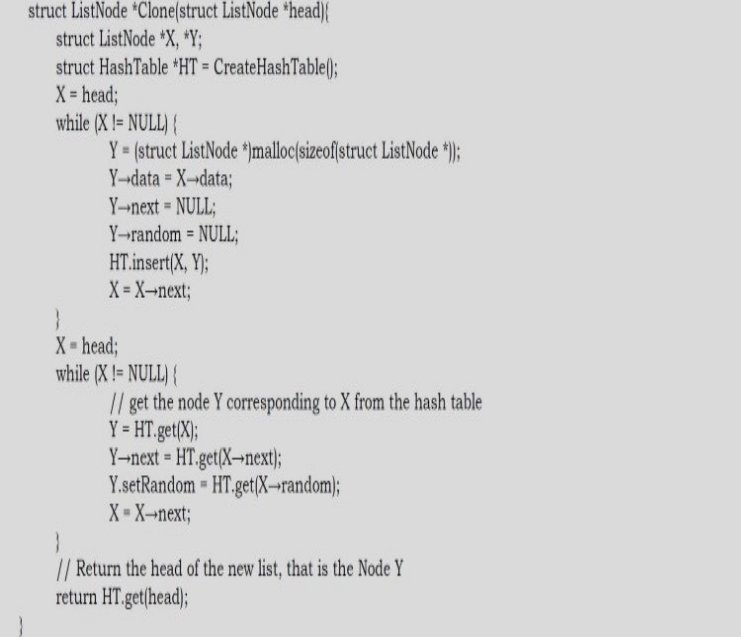 struct ListNode *Clone(struct ListNode *head){
struct ListNode *X, *Y;
struct HashTable *HT = CreateHashTable();
X = head;
while (X != NULL) {
Y = (struct ListNode *)malloc(sizeof(struct ListNode *));
Y→data = X→data;
Y→next = NULL;
Y→random = NULL;
HT.insert(X, Y);
X = X→next;
}
X = head;
while (X != NULL) {
// get the node Y corresponding to X from the hash table
Y = HT.get(X);
Y→next = HT.get(X→next);
Y.setRandom = HT.get(X→random);
X = X→next;
}
// Return the head of the new list, that is the Node Y
return HT.get(head);
}